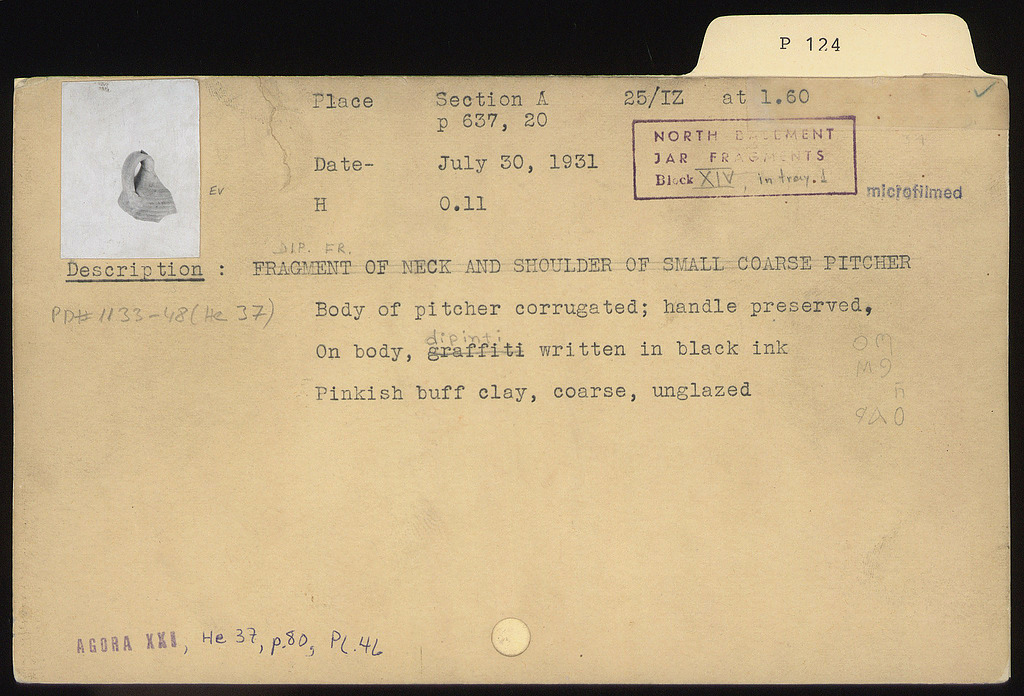 P 124
Place Section A 25/IZ at 1.60
p 637, 20
NORTH BASEMENT
JAR FRAGMENTS
Block XIV, in tray. 1
Date- July 30, 1931
microfilmed
EV
H 0.11
DIP. FR.
Description : FRAGMENT OF NECK AND SHOULDER OF SMALL COARSE PITCHER
PD# 1133-48 (He 37)
Body of pitcher corrugated; handle preserved,
dipinti
On body, graffiti written in black ink
Pinkish buff clay, coarse, unglazed
AGORA XXI, He 37, p.80, Pl.46